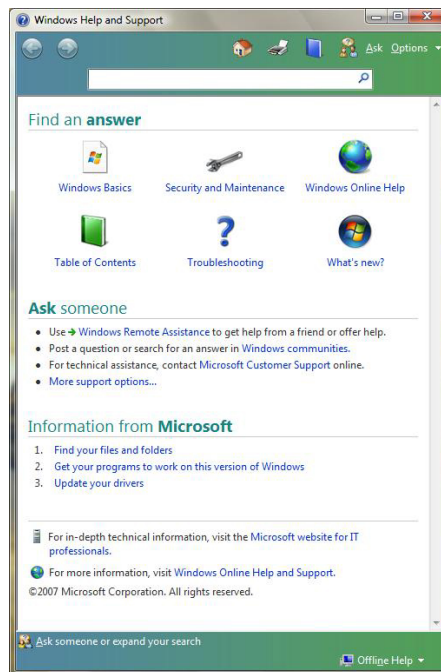 Windows Help and Support
Ask Options
Find an answer
Windows Basics Security and Maintenance Windows Online Help
Table of Contents Troubleshooting What's new?
Ask someone
• Use → Windows Remote Assistance to get help from a friend or offer help.
• Post a question or search for an answer in Windows communities.
• For technical assistance, contact Microsoft Customer Support online.
• More support options...
Information from Microsoft
1. Find your files and folders
2. Get your programs to work on this version of Windows
3. Update your drivers
For in-depth technical information, visit the Microsoft website for IT
professionals.
For more information, visit Windows Online Help and Support.
©2007 Microsoft Corporation. All rights reserved.
Ask someone or expand your search
Offline Help